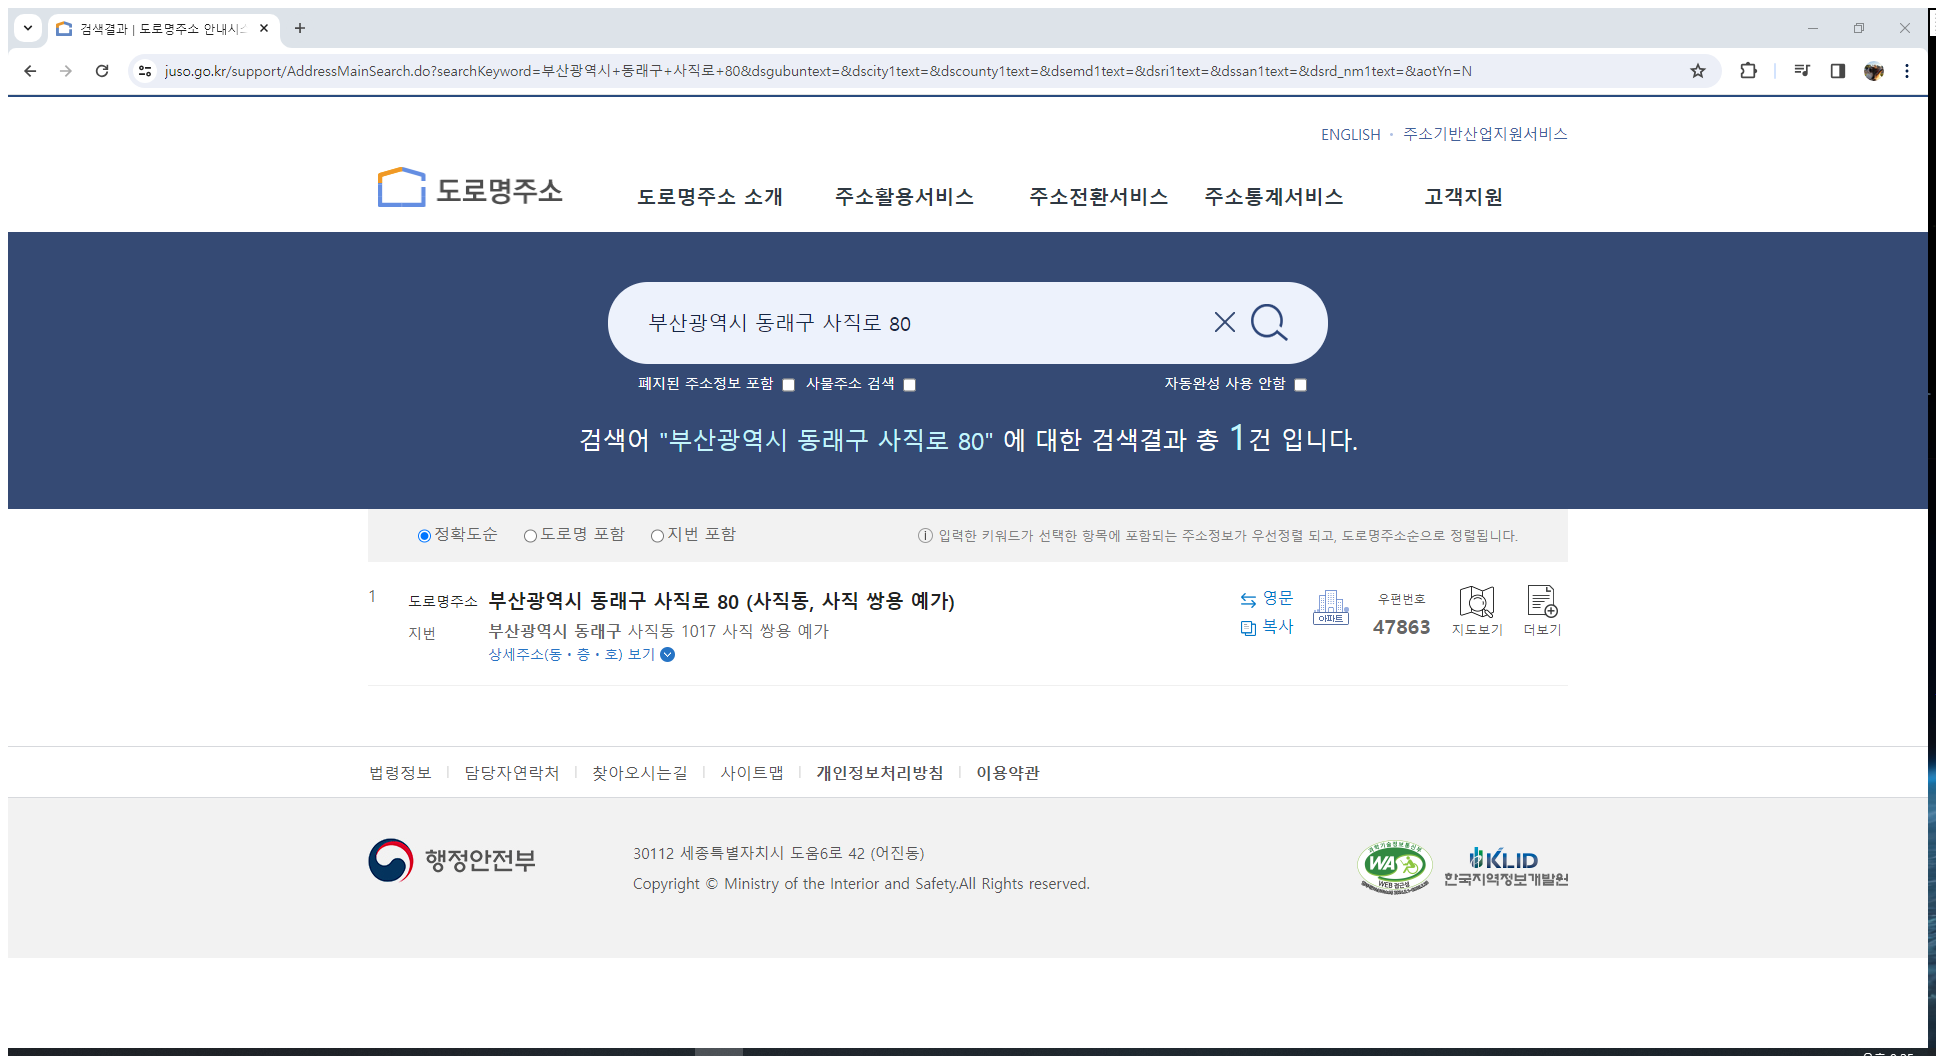 검색결과 | 도로명주소 안내시스
juso.go.kr/support/AddressMainSearch.do?searchKeyword=부산광역시+동래구+사직로+80&dsgubuntext=&dscity1text=&dscounty1text=&dsemd1text=&dsri1text=&dssan1text=&dsrd_nm1text=&aotYn=N
ENGLISH · 주소기반산업지원서비스
도로명주소
도로명주소 소개 주소활용서비스 주소전환서비스 주소통계서비스 고객지원
부산광역시 동래구 사직로 80
폐지된 주소정보 포함 사물주소 검색 자동완성 사용 안함
검색어 "부산광역시 동래구 사직로 80" 에 대한 검색결과 총 1건 입니다.
정확도순 도로명 포함 지번 포함 입력한 키워드가 선택한 항목에 포함되는 주소정보가 우선정렬 되고, 도로명주소순으로 정렬됩니다.
1 도로명주소 부산광역시 동래구 사직로 80 (사직동, 사직 쌍용 예가) 영문 우편번호
지번 부산광역시 동래구 사직동 1017 사직 쌍용 예가 복사 아파트 47863 지도보기 더보기
상세주소(동·층·호) 보기
법령정보 | 담당자연락처 | 찾아오시는길 | 사이트맵 | 개인정보처리방침 | 이용약관
행정안전부
30112 세종특별자치시 도움6로 42 (어진동)
Copyright © Ministry of the Interior and Safety.All Rights reserved.
과학기술정보통신부
WA
WEB 접근성
KLID
한국지역정보개발원